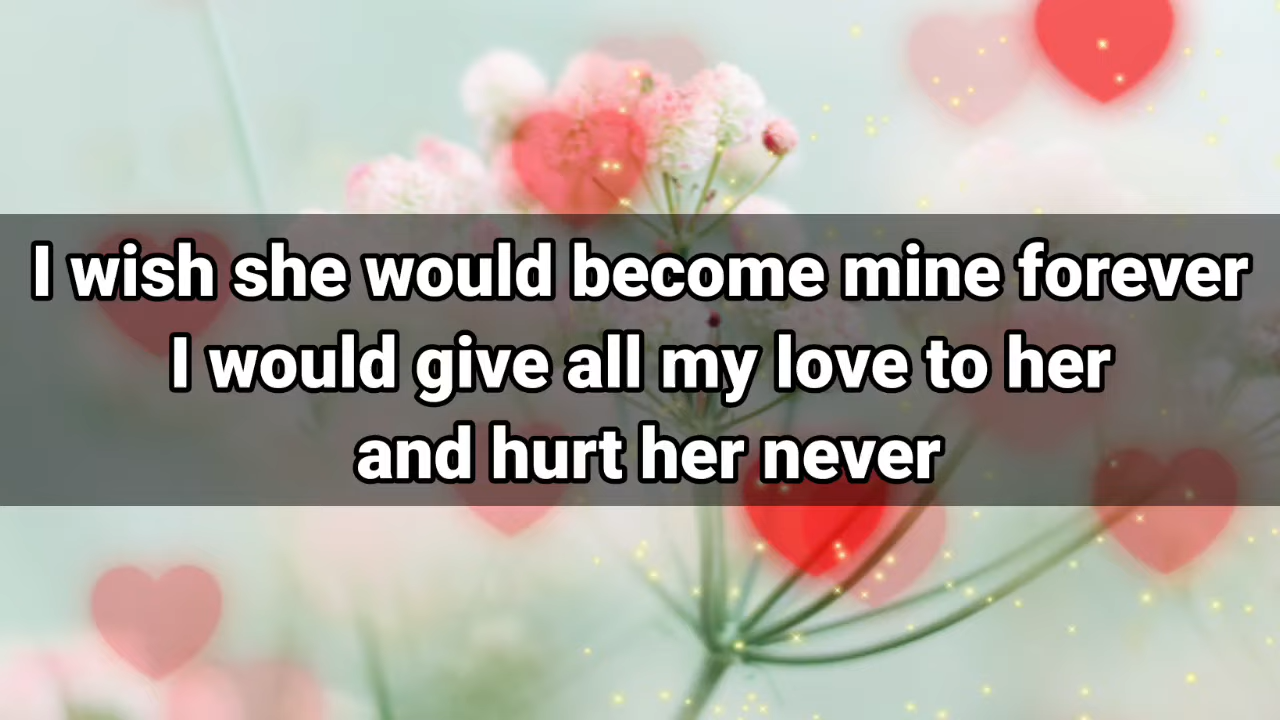 I wish she would become mine forever
I would give all my love to her
and hurt her never